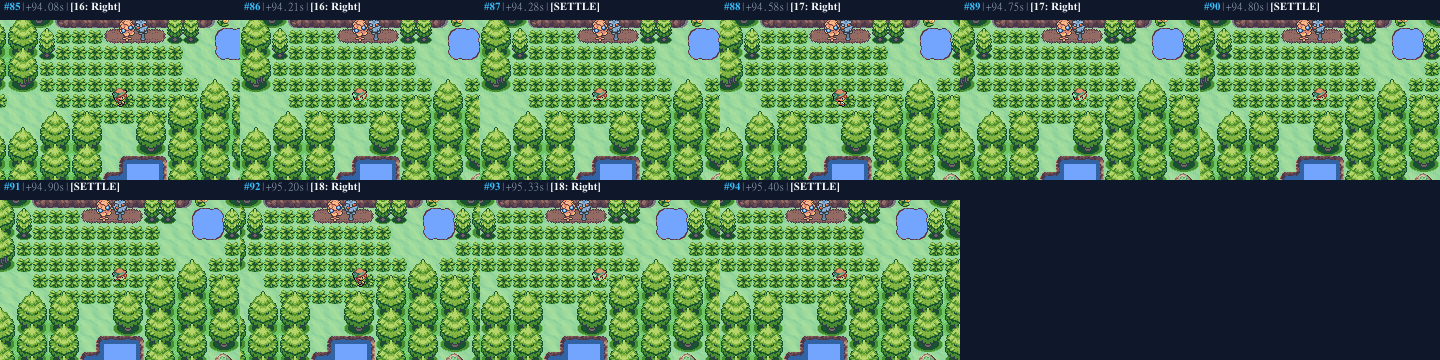 #85|+94.08s|[16: Right]
#86|+94.21s|[16: Right]
#87|+94.28s|[SETTLE]
#88|+94.58s|[17: Right]
#89|+94.75s|[17: Right]
#90|+94.80s|[SETTLE]
#91|+94.90s|[SETTLE]
#92|+95.20s|[18: Right]
#93|+95.33s|[18: Right]
#94|+95.40s|[SETTLE]